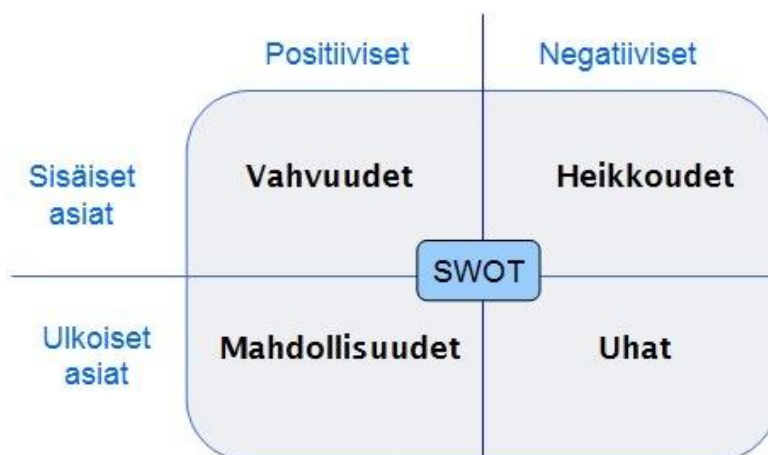 Positiiviset
Negatiiviset
Sisäiset
asiat
Vahvuudet
Heikkoudet
SWOT
Ulkoiset
asiat
Mahdollisuudet
Uhat